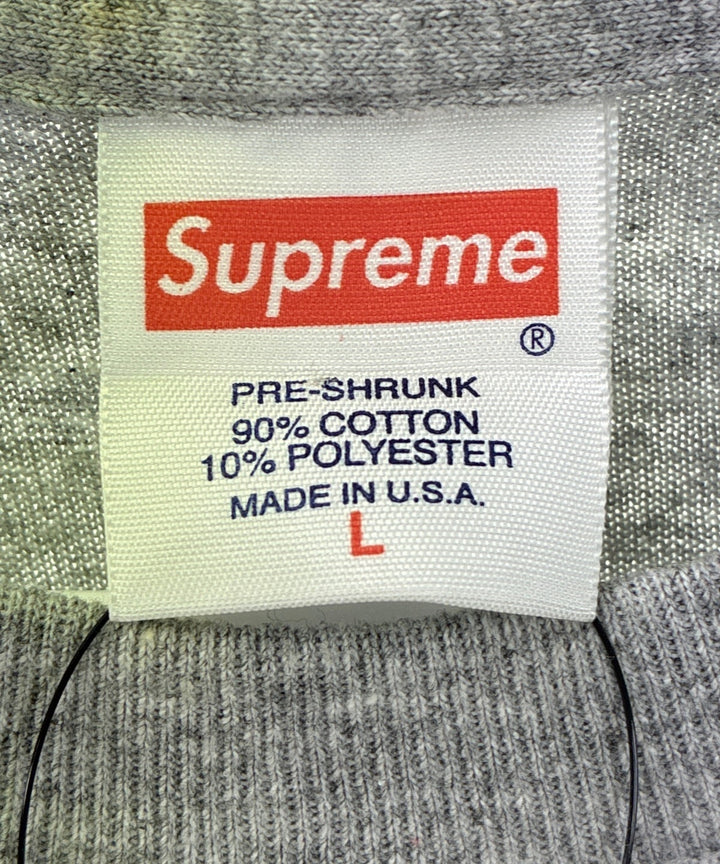 Supreme
®
PRE-SHRUNK
90% COTTON
10% POLYESTER
MADE IN U.S.A.
L